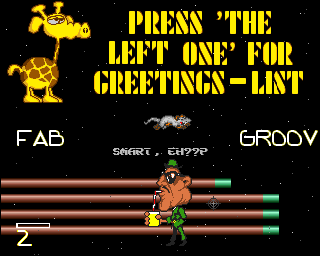 PRESS 'THE
LEFT ONE' FOR
GREETINGS-LIST
FAB
GROOV
SMART, EH???
2